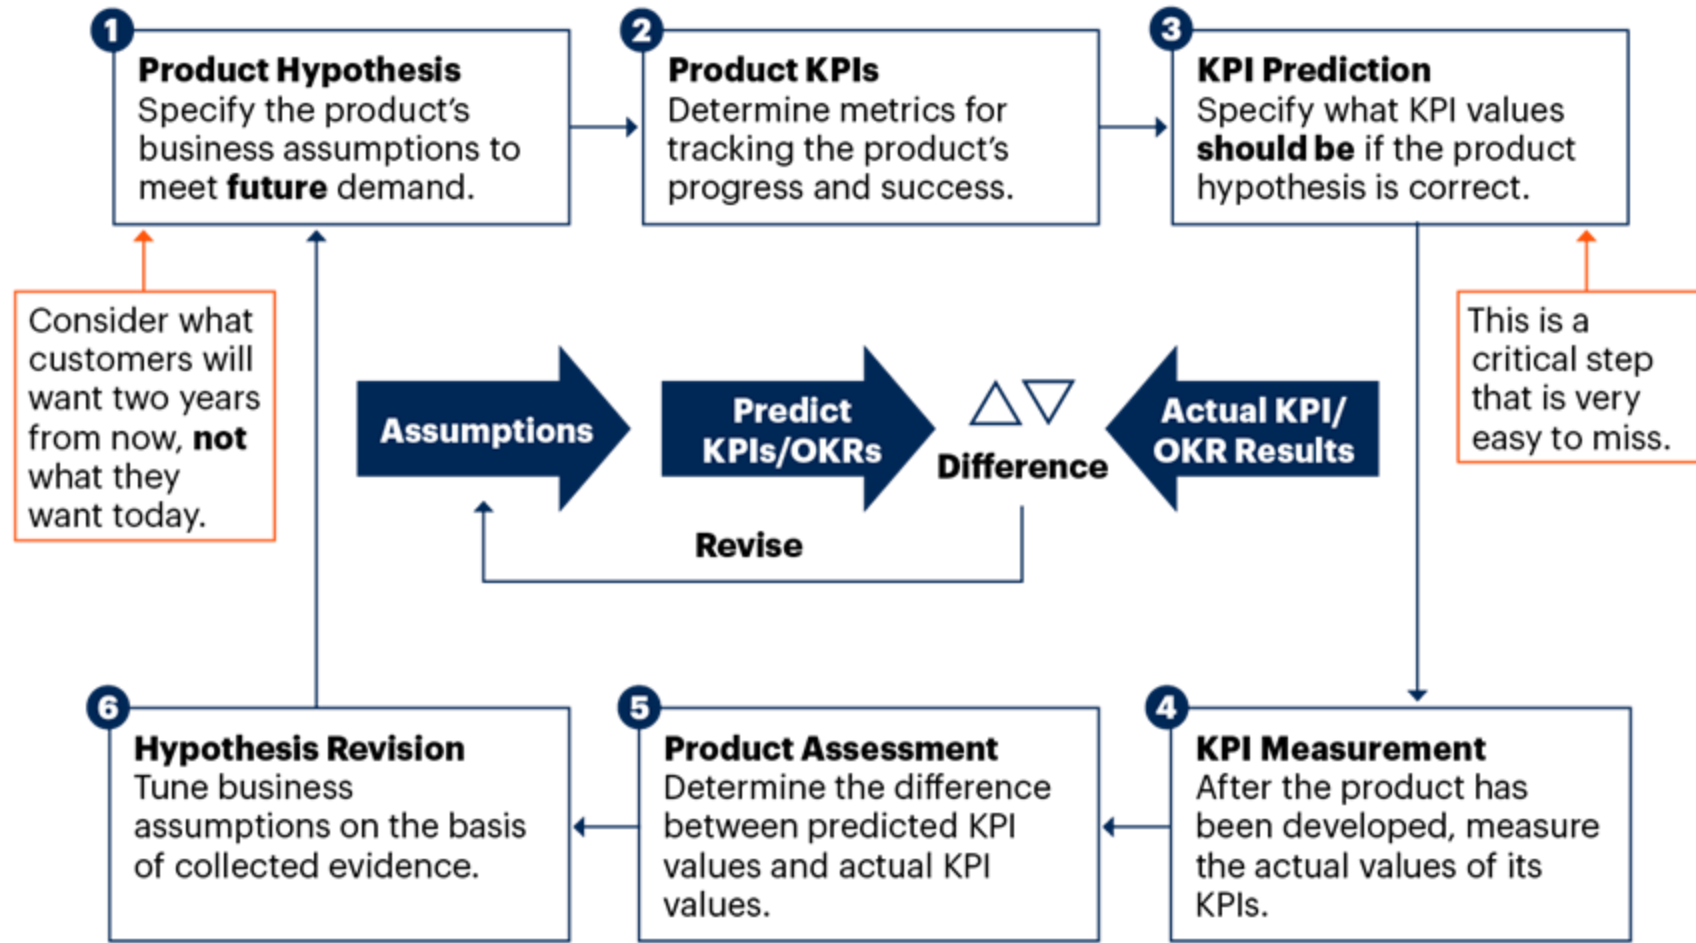 1
Product Hypothesis
Specify the product's
business assumptions to
meet future demand.
2
Product KPIs
Determine metrics for
tracking the product's
progress and success.
3
KPI Prediction
Specify what KPI values
should be if the product
hypothesis is correct.
Consider what
customers will
want two years
from now, not
what they
want today.
This is a
critical step
that is very
easy to miss.
Assumptions
Predict
KPIs/OKRs
Difference
Actual KPI/
OKR Results
Revise
6
Hypothesis Revision
Tune business
assumptions on the basis
of collected evidence.
5
Product Assessment
Determine the difference
between predicted KPI
values and actual KPI
values.
4
KPI Measurement
After the product has
been developed, measure
the actual values of its
KPIs.